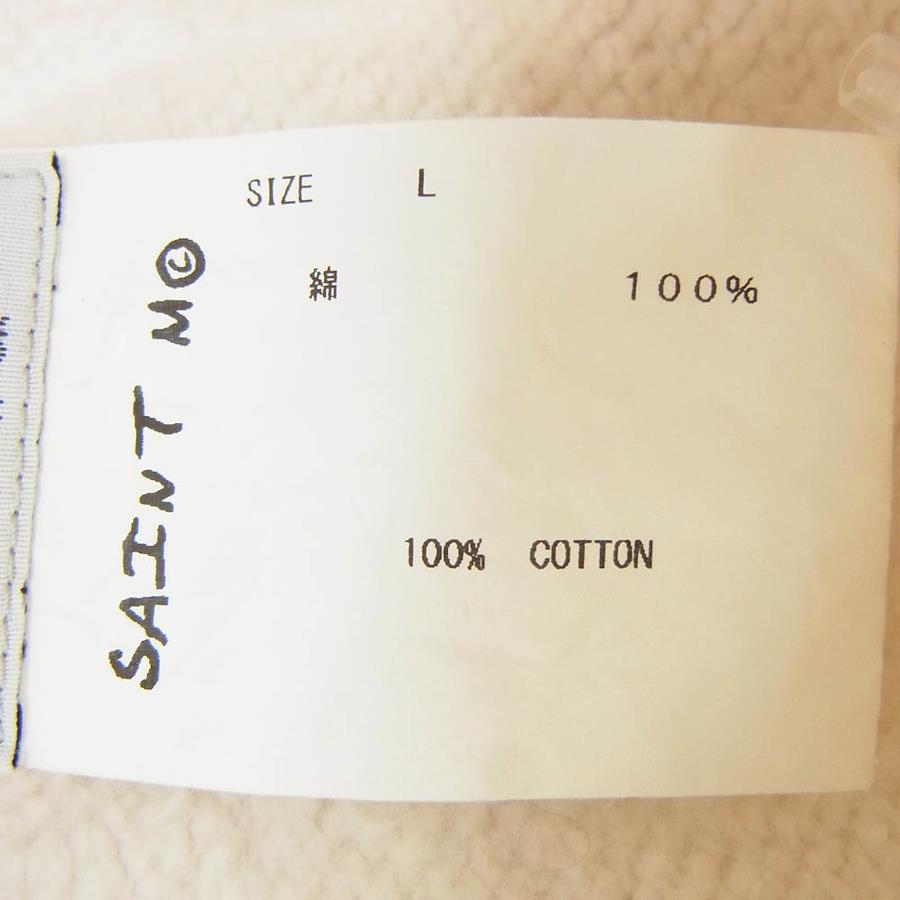 SIZE L
綿 100%
100% COTTON
SAINT M©